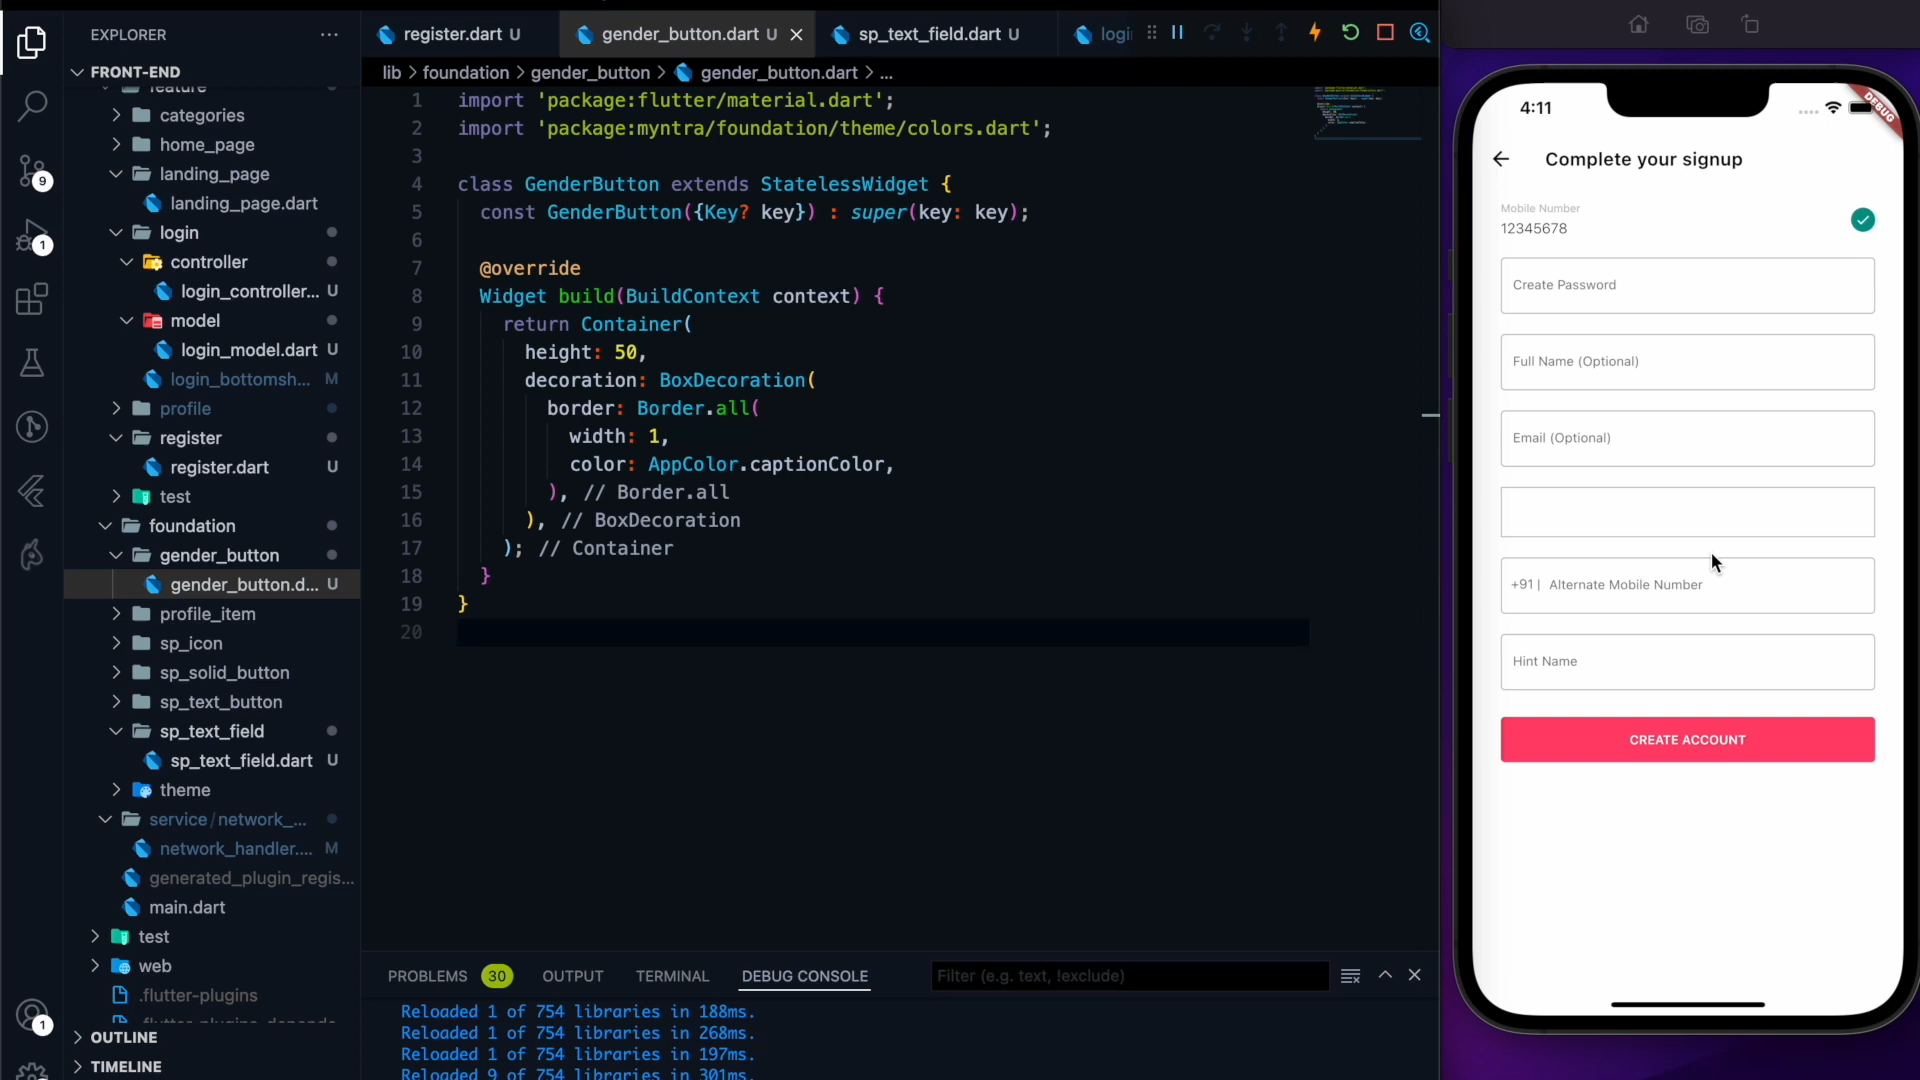 EXPLORER
FRONT-END
feature
categories
home_page
landing_page
landing_page.dart
login
controller
login_controller... U
model
login_model.dart U
login_bottomsh... M
profile
register
register.dart U
test
foundation
gender_button
gender_button.d... U
profile_item
sp_icon
sp_solid_button
sp_text_button
sp_text_field
sp_text_field.dart U
theme
service/network_...
network_handler.... M
generated_plugin_regis...
main.dart
test
web
.flutter-plugins
OUTLINE
TIMELINE
9
1
1
register.dart U
gender_button.dart U
sp_text_field.dart U
logi
lib > foundation > gender_button > gender_button.dart > ...
1 import 'package:flutter/material.dart';
2 import 'package:myntra/foundation/theme/colors.dart';
3
4 class GenderButton extends StatelessWidget {
5 const GenderButton({Key? key}) : super(key: key);
6
7 @override
8 Widget build(BuildContext context) {
9 return Container(
10 height: 50,
11 decoration: BoxDecoration(
12 border: Border.all(
13 width: 1,
14 color: AppColor.captionColor,
15 ), // Border.all
16 ), // BoxDecoration
17 ); // Container
18 }
19 }
20
PROBLEMS 30 OUTPUT TERMINAL DEBUG CONSOLE Filter (e.g. text, !exclude)
Reloaded 1 of 754 libraries in 188ms.
Reloaded 1 of 754 libraries in 268ms.
Reloaded 1 of 754 libraries in 197ms.
Reloaded 9 of 754 libraries in 301ms.
4:11
DEBUG
Complete your signup
Mobile Number
12345678
Create Password
Full Name (Optional)
Email (Optional)
+91 | Alternate Mobile Number
Hint Name
CREATE ACCOUNT